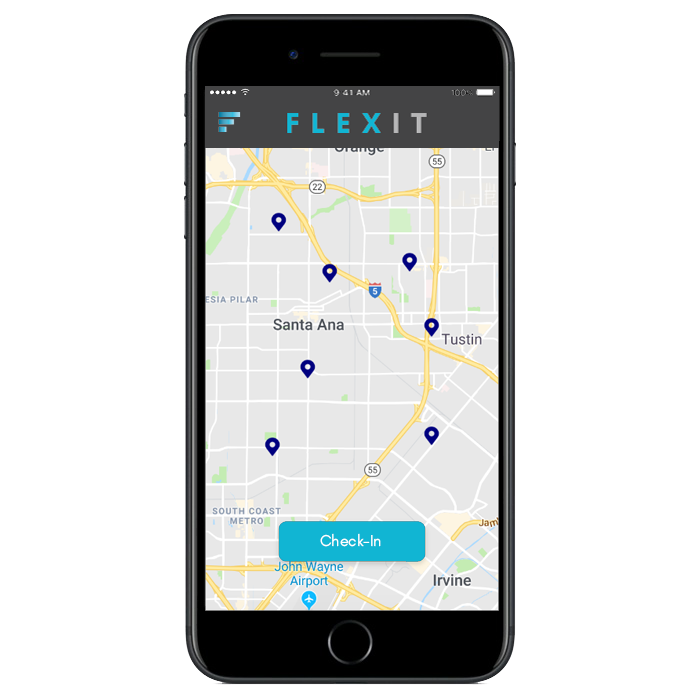 9:41 AM
100%
FLEXIT
Orange
55
22
5
ESIA PILAR
Santa Ana
Tustin
55
SOUTH COAST
METRO
Check-In
John Wayne
Airport
Irvine